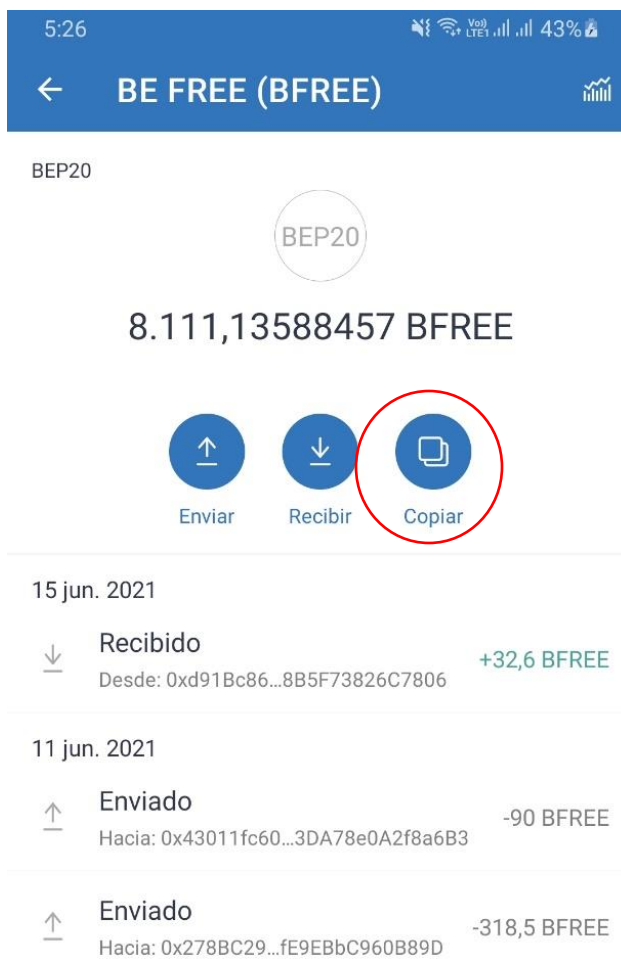 5:26
Vo)) LTE1 43%
BE FREE (BFREE)
BEP20
BEP20
8.111,13588457 BFREE
Enviar Recibir Copiar
15 jun. 2021
Recibido
+32,6 BFREE
Desde: 0xd91Bc86...8B5F73826C7806
11 jun. 2021
Enviado
-90 BFREE
Hacia: 0x43011fc60...3DA78e0A2f8a6B3
Enviado
-318,5 BFREE
Hacia: 0x278BC29...fE9EBbC960B89D